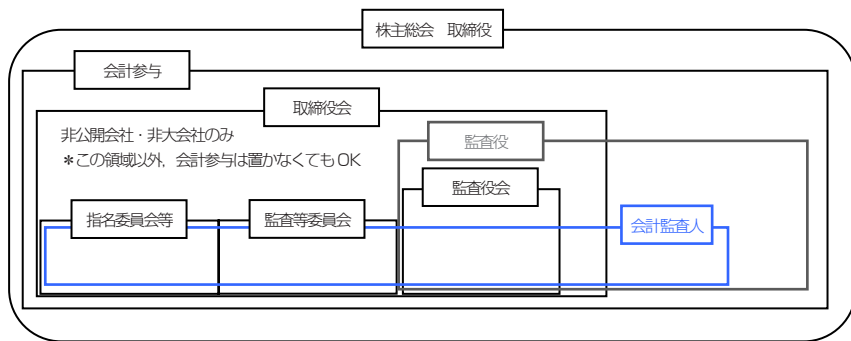 株主総会　取締役
会計参与
取締役会
非公開会社・非大会社のみ
*この領域以外，会計参与は置かなくてもOK
監査役
監査役会
指名委員会等
監査等委員会
会計監査人